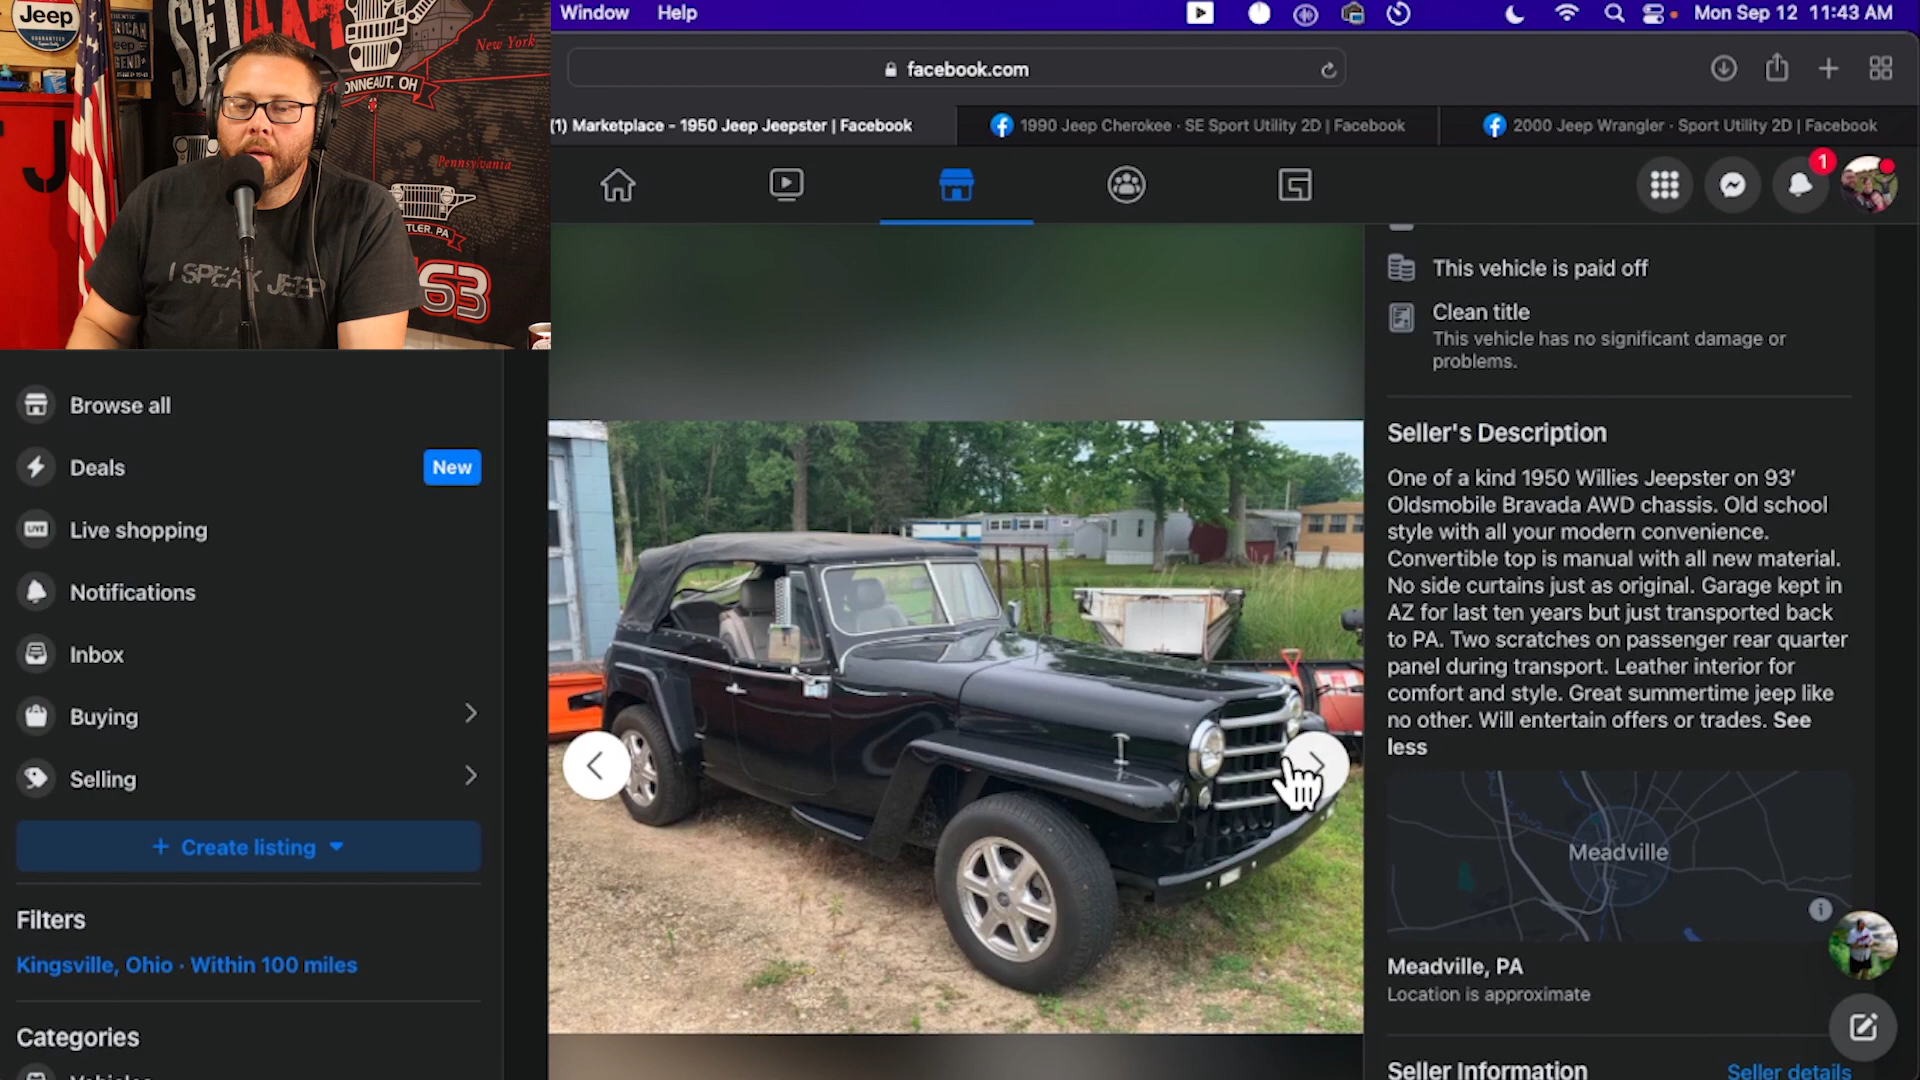 Window Help
Mon Sep 12 11:43 AM
facebook.com
(1) Marketplace - 1950 Jeep Jeepster | Facebook
1990 Jeep Cherokee · SE Sport Utility 2D | Facebook
2000 Jeep Wrangler · Sport Utility 2D | Facebook
1
Jeep
New York
ONNEAUT, OH
Pennsylvania
TLER, PA
63
I SPEAK JEEP
Browse all
Deals
New
LIVE
Live shopping
Notifications
Inbox
Buying
Selling
+ Create listing
Filters
Kingsville, Ohio · Within 100 miles
Categories
Vehicles
This vehicle is paid off
Clean title
This vehicle has no significant damage or
problems.
Seller's Description
One of a kind 1950 Willies Jeepster on 93'
Oldsmobile Bravada AWD chassis. Old school
style with all your modern convenience.
Convertible top is manual with all new material.
No side curtains just as original. Garage kept in
AZ for last ten years but just transported back
to PA. Two scratches on passenger rear quarter
panel during transport. Leather interior for
comfort and style. Great summertime jeep like
no other. Will entertain offers or trades. See
less
Meadville
Meadville, PA
Location is approximate
Seller Information
Seller details